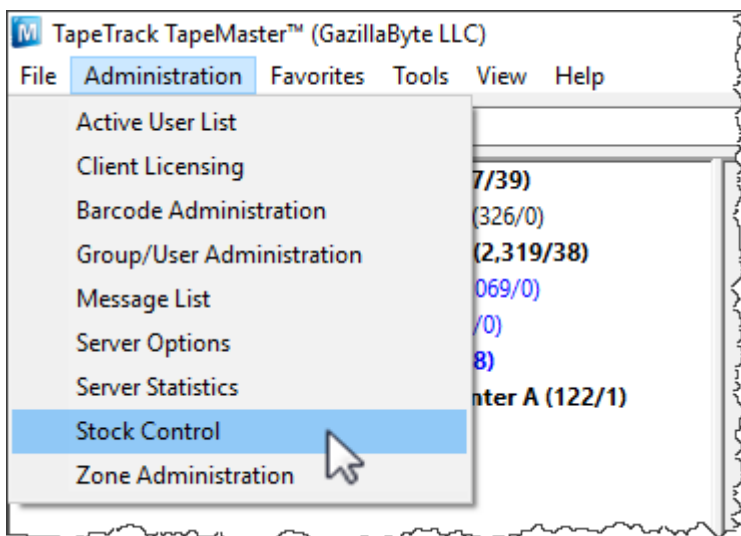 M TapeTrack TapeMaster™ (GazillaByte LLC)
File Administration Favorites Tools View Help
Active User List
Client Licensing
7/39)
Barcode Administration
(326/0)
Group/User Administration
(2,319/38)
Message List
069/0)
Server Options
/0)
8)
Server Statistics
nter A (122/1)
Stock Control
Zone Administration